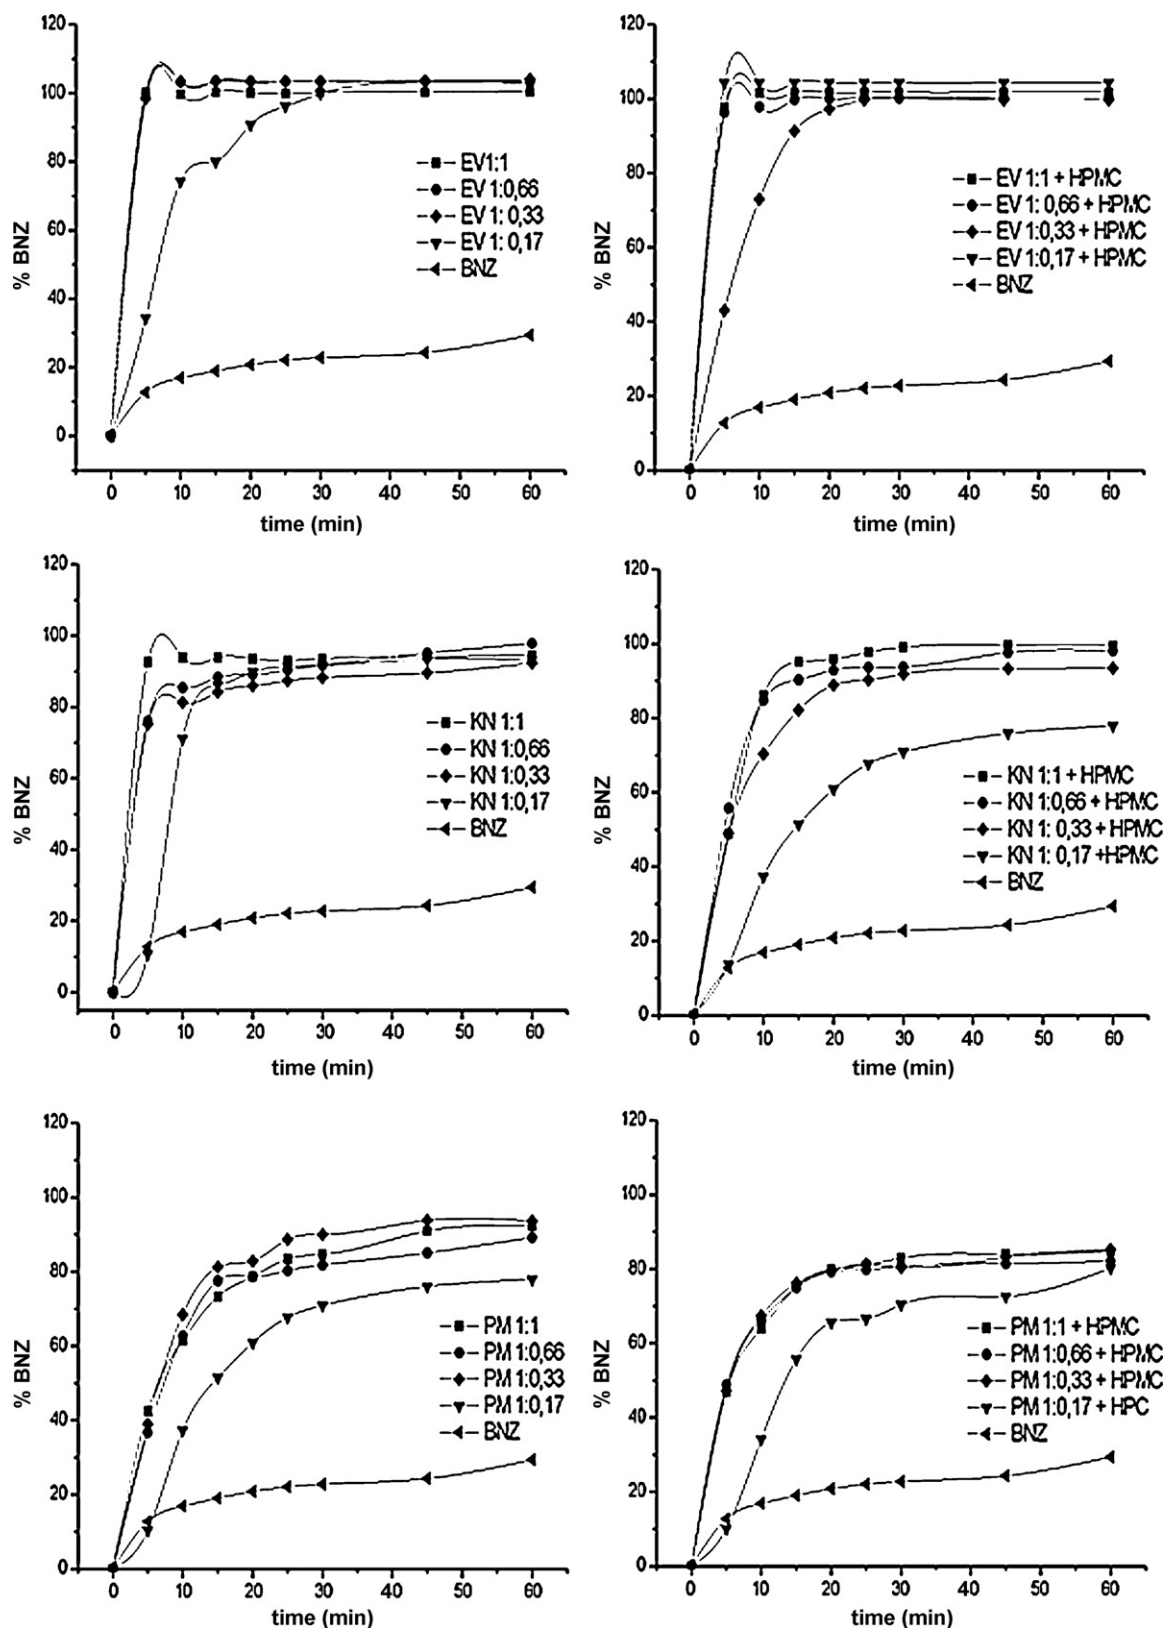 120
100
80
60
40
20
0
% BNZ
EV1:1
EV 1:0,66
EV 1: 0,33
EV 1: 0,17
BNZ
0 10 20 30 40 50 60
time (min)
120
100
80
60
40
20
0
% BNZ
EV 1:1 + HPMC
EV 1: 0,66 + HPMC
EV 1:0,33 + HPMC
EV 1:0,17 + HPMC
BNZ
0 10 20 30 40 50 60
time (min)
120
100
80
60
40
20
0
% BNZ
KN 1:1
KN 1:0,66
KN 1:0,33
KN 1:0,17
BNZ
0 10 20 30 40 50 60
time (min)
120
100
80
60
40
20
0
% BNZ
KN 1:1 + HPMC
KN 1:0,66 + HPMC
KN 1: 0,33 + HPMC
KN 1: 0,17 +HPMC
BNZ
0 10 20 30 40 50 60
time (min)
120
100
80
60
40
20
0
% BNZ
PM 1:1
PM 1:0,66
PM 1:0,33
PM 1:0,17
BNZ
0 10 20 30 40 50 60
time (min)
120
100
80
60
40
20
0
% BNZ
PM 1:1 + HPMC
PM 1:0,66 + HPMC
PM 1:0,33 + HPMC
PM 1:0,17 + HPC
BNZ
0 10 20 30 40 50 60
time (min)